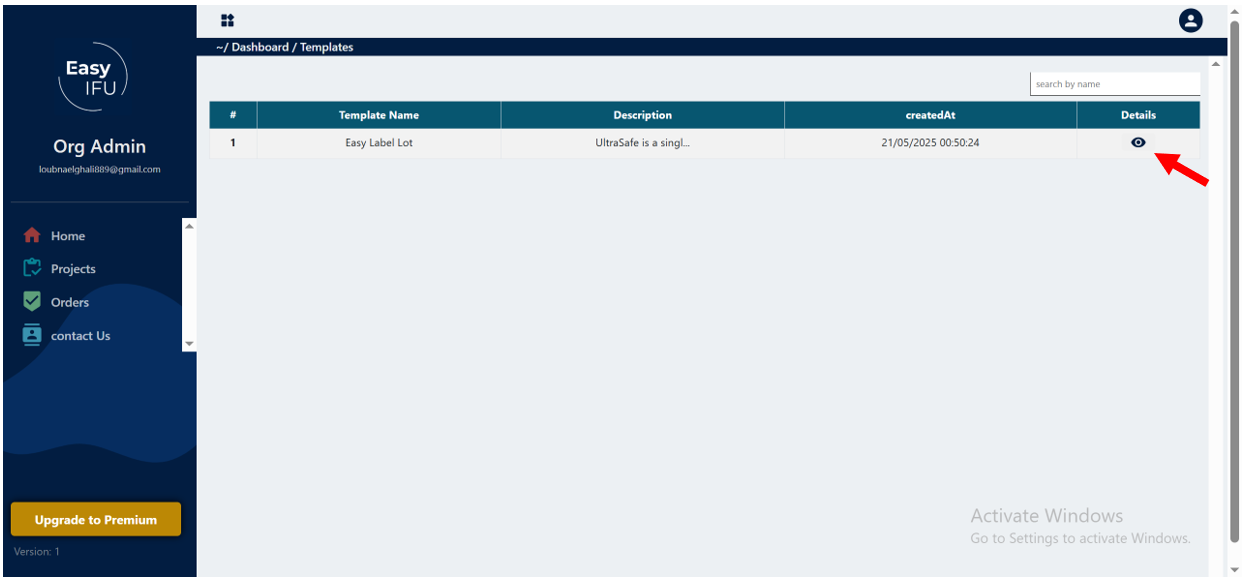 Easy
IFU
Org Admin
loubnaelghali889@gmail.com
Home
Projects
Orders
contact Us
Upgrade to Premium
Version: 1
~/ Dashboard / Templates
search by name
# Template Name Description createdAt Details
1 Easy Label Lot UltraSafe is a singl... 21/05/2025 00:50:24
Activate Windows
Go to Settings to activate Windows.